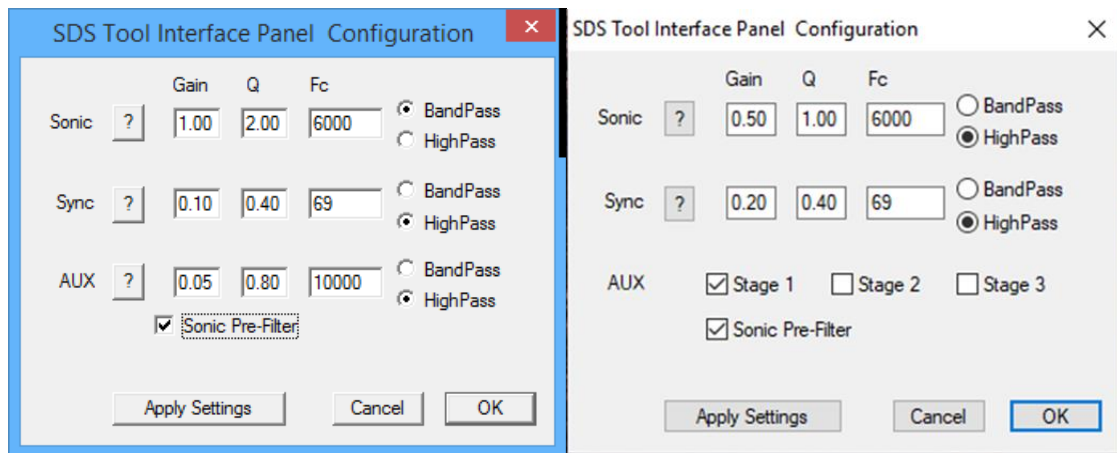 SDS Tool Interface Panel  Configuration
Gain Q Fc
Sonic ? 1.00 2.00 6000 BandPass
HighPass
Sync ? 0.10 0.40 69 BandPass
HighPass
AUX ? 0.05 0.80 10000 BandPass
HighPass
Sonic Pre-Filter
Apply Settings Cancel OK
SDS Tool Interface Panel  Configuration
Gain Q Fc
Sonic ? 0.50 1.00 6000 BandPass
HighPass
Sync ? 0.20 0.40 69 BandPass
HighPass
AUX Stage 1 Stage 2 Stage 3
Sonic Pre-Filter
Apply Settings Cancel OK